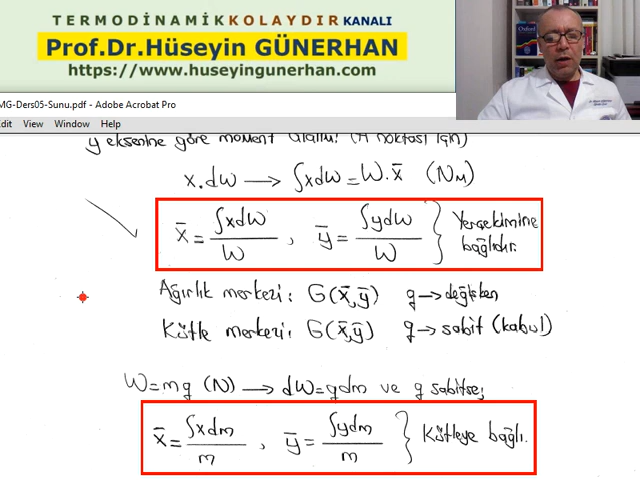 TERMODİNAMİKKOLAYDIR KANALI
Prof.Dr.Hüseyin GÜNERHAN
https://www.huseyingunerhan.com
MG-Ders05-Sunu.pdf - Adobe Acrobat Pro
dit View Window Help
y eksenine göre moment alalım! (A noktası için)
x.dw → ∫xdw = W.x̄ (Nm)
x̄ = ∫xdw / W , ȳ = ∫ydw / W } Yerçekimine bağlıdır.
Ağırlık merkezi: G(x̄,ȳ) g→değişken
Kütle merkezi: G(x̄,ȳ) g→sabit (kabul)
W=mg (N) → dW=gdm ve g sabitse;
x̄ = ∫xdm / m , ȳ = ∫ydm / m } Kütleye bağlı.